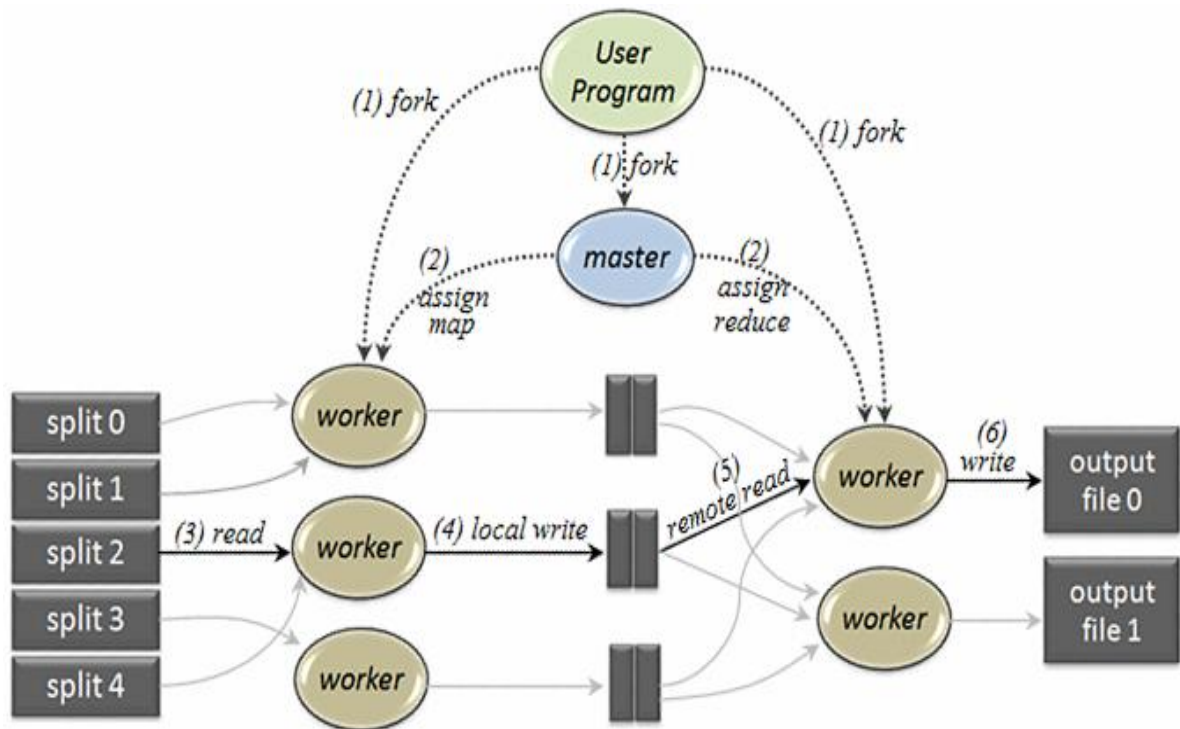 User
Program
(1) fork
(1) fork
(1) fork
master
(2)
assign
map
(2)
assign
reduce
split 0
split 1
split 2
split 3
split 4
(3) read
worker
worker
worker
(4) local write
(5)
remote read
worker
worker
(6)
write
output
file 0
output
file 1